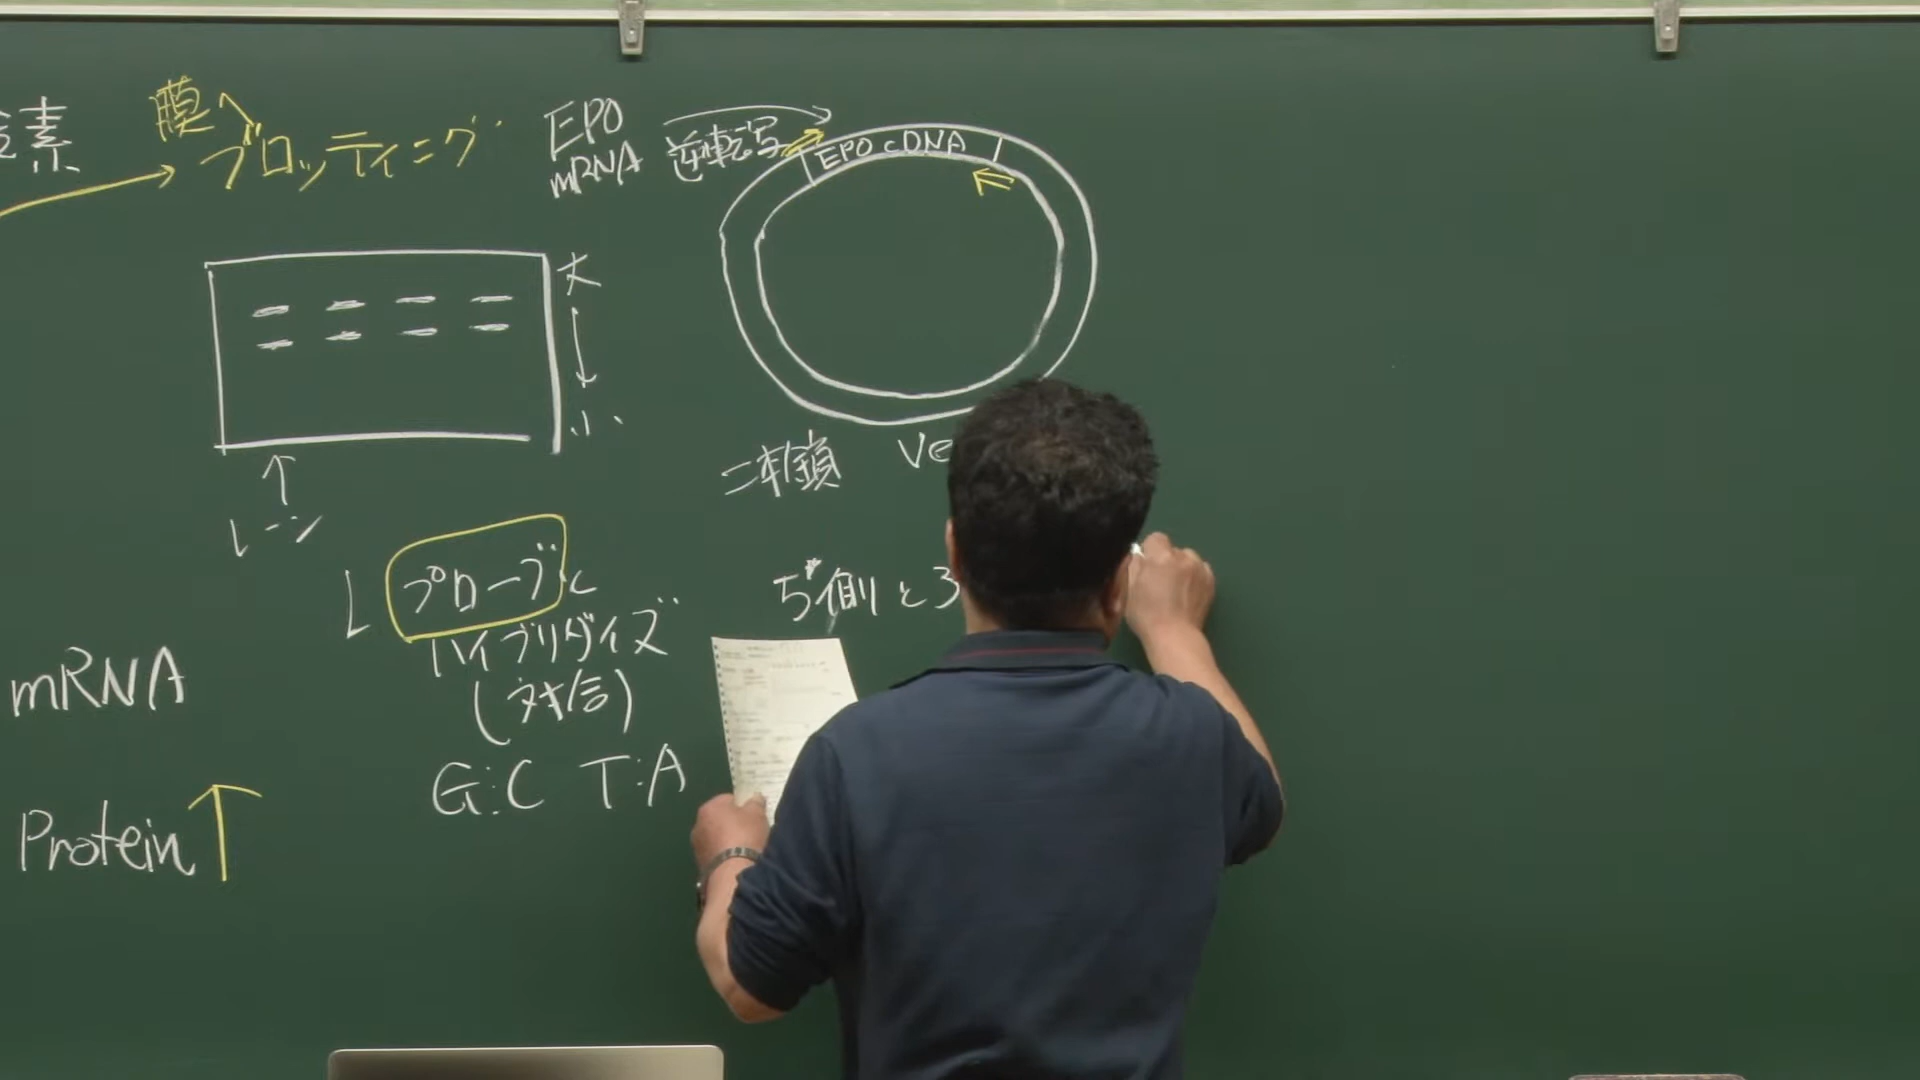 素
膜へ
ブロッティング
EPO
mRNA
逆転写
EPO cDNA
大
小
レーン
二本鎖
Ve
プローブと
ハイブリダイズ
(対合)
G:C T:A
5'側と3
mRNA
Protein↑